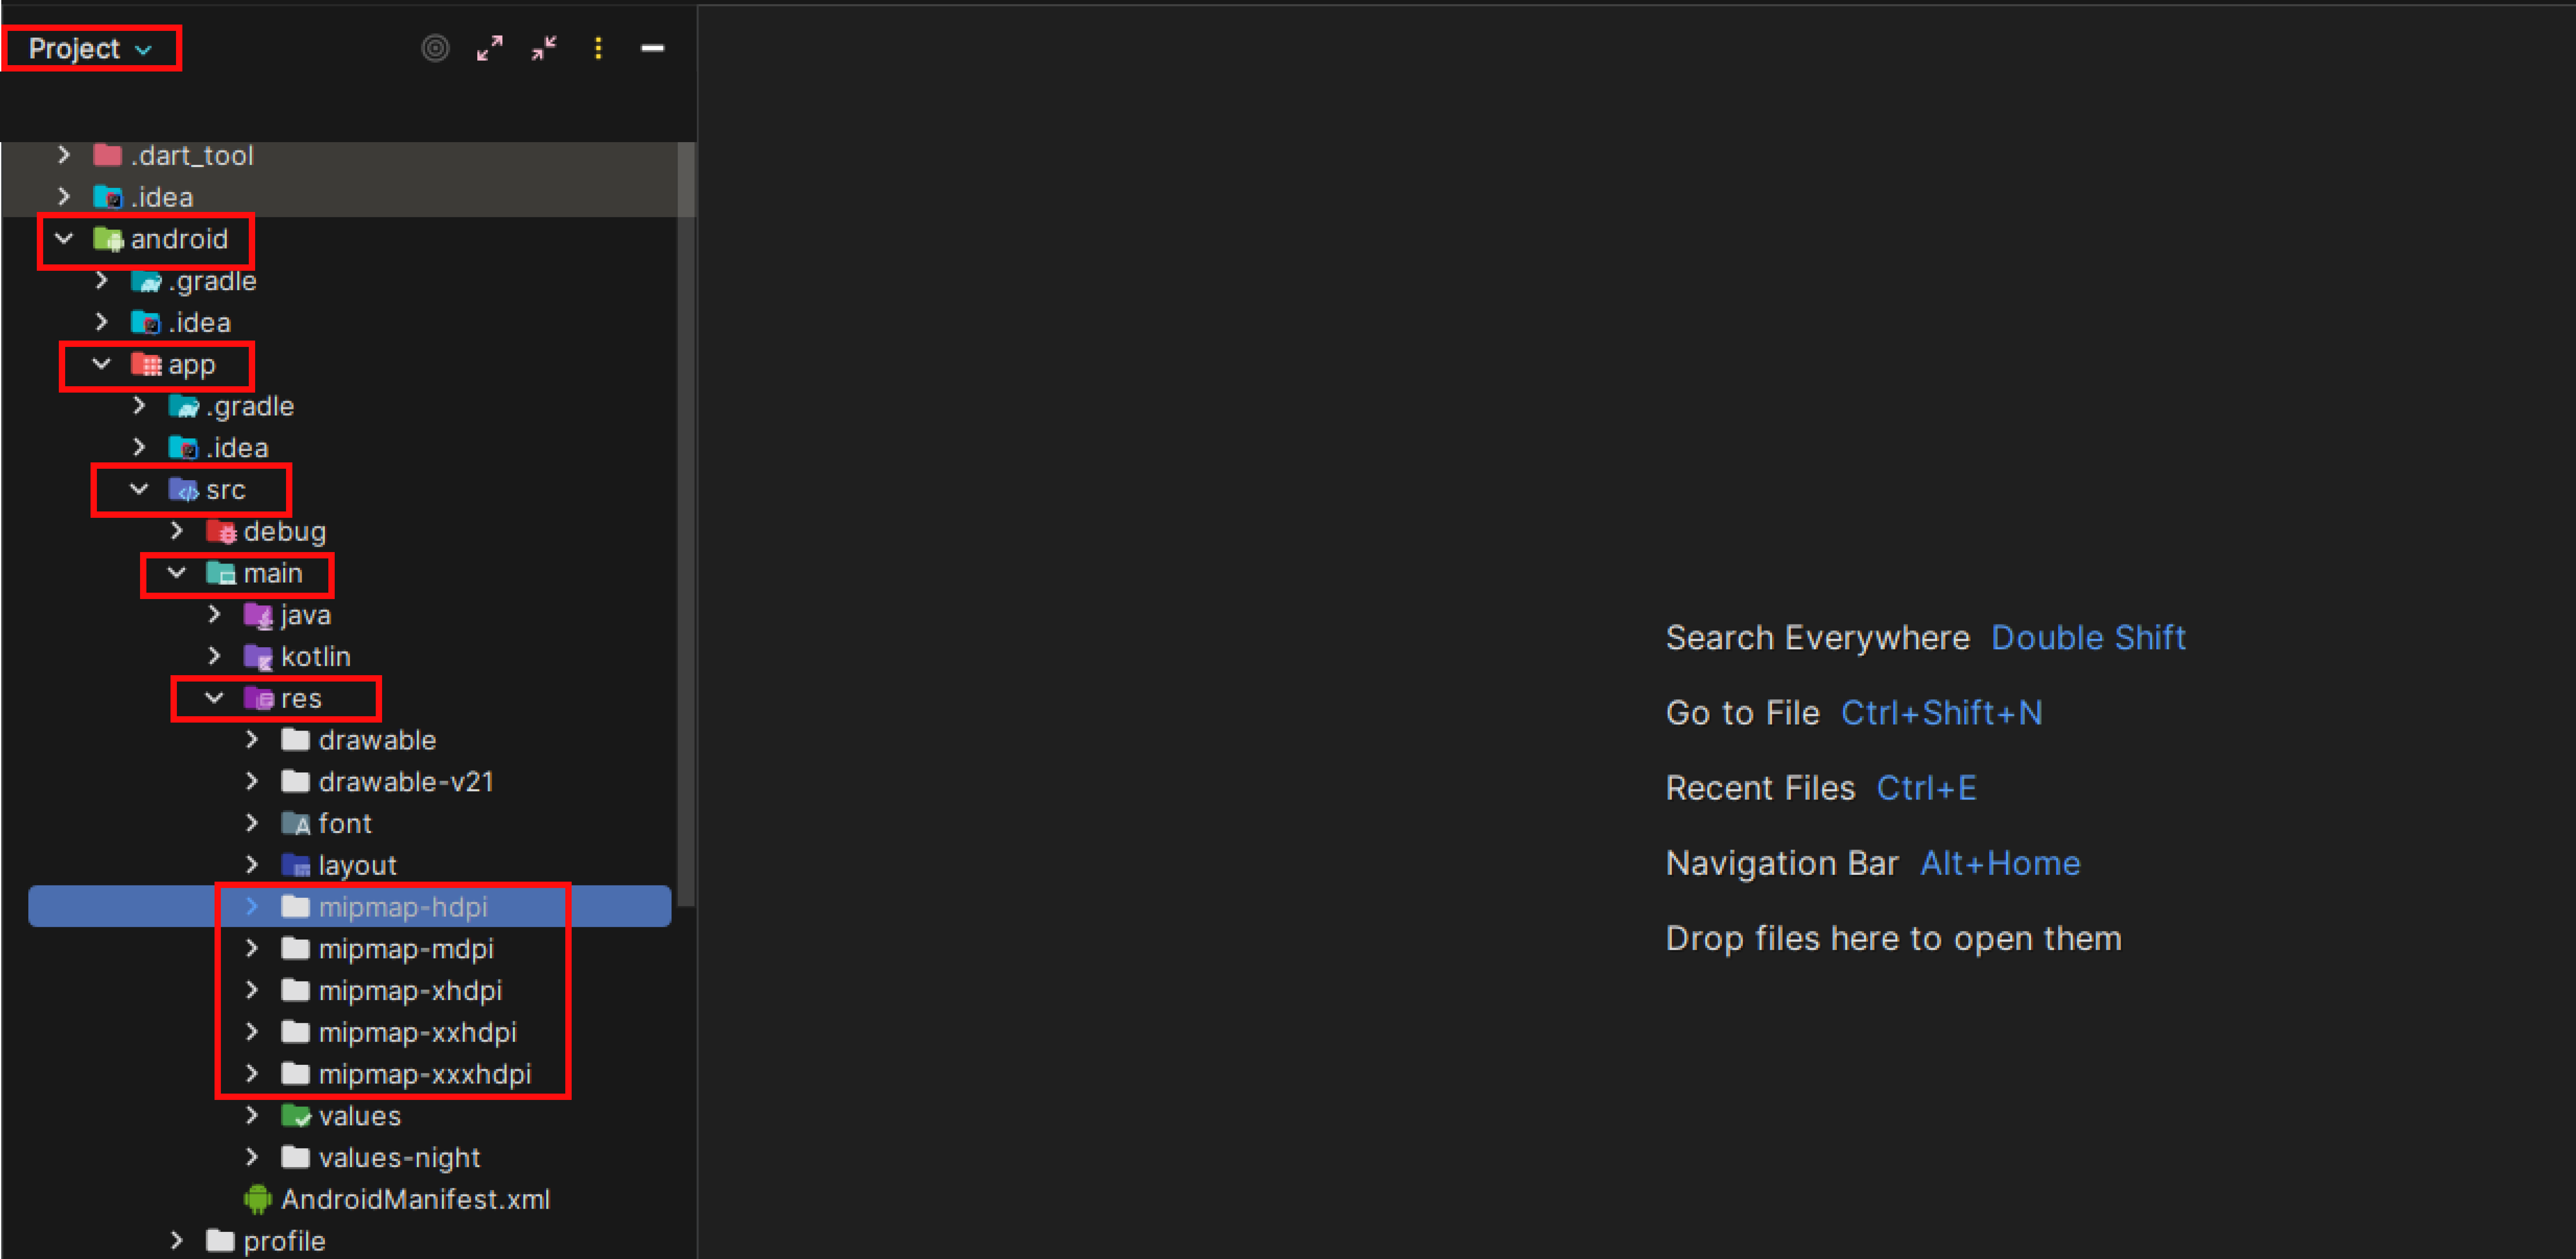 Project
.dart_tool
.idea
android
.gradle
.idea
app
.gradle
.idea
src
debug
main
java
kotlin
res
drawable
drawable-v21
font
layout
mipmap-hdpi
mipmap-mdpi
mipmap-xhdpi
mipmap-xxhdpi
mipmap-xxxhdpi
values
values-night
AndroidManifest.xml
profile
Search Everywhere Double Shift
Go to File Ctrl+Shift+N
Recent Files Ctrl+E
Navigation Bar Alt+Home
Drop files here to open them